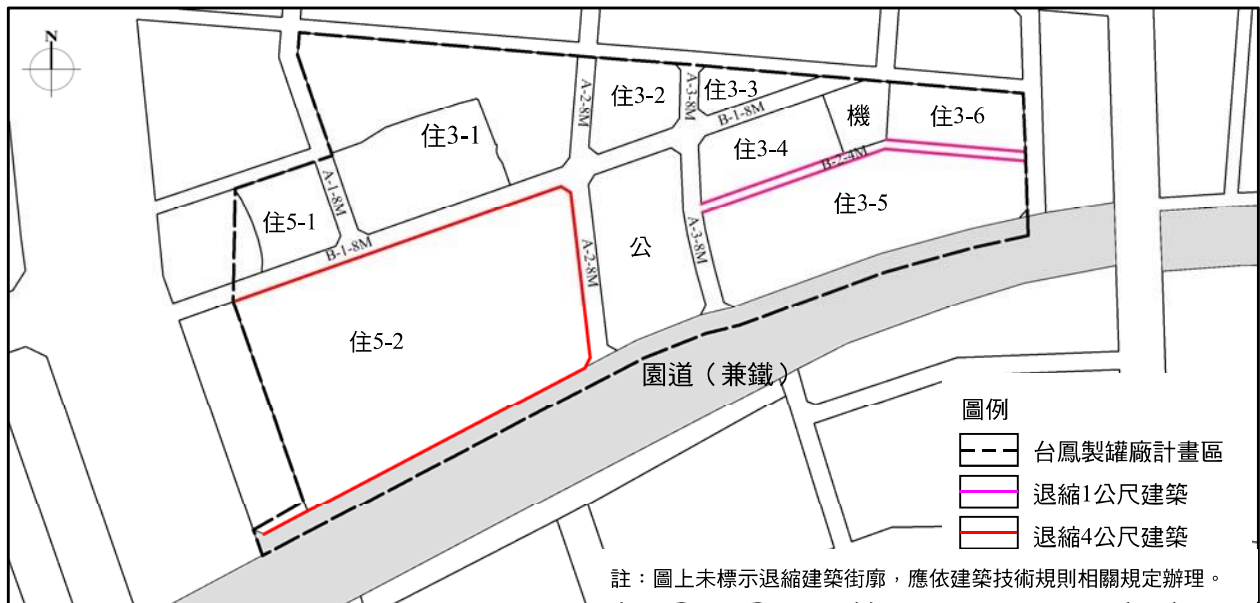 N
住3-2
住3-3
A-2-8M
A-3-8M
B-1-8M
機
住3-6
住3-1
住3-4
B-2-4M
A-1-8M
住3-5
住5-1
B-1-8M
A-2-8M
公
A-3-8M
住5-2
園道（兼鐵）
圖例
台鳳製罐廠計畫區
退縮1公尺建築
退縮4公尺建築
註：圖上未標示退縮建築街廓，應依建築技術規則相關規定辦理。